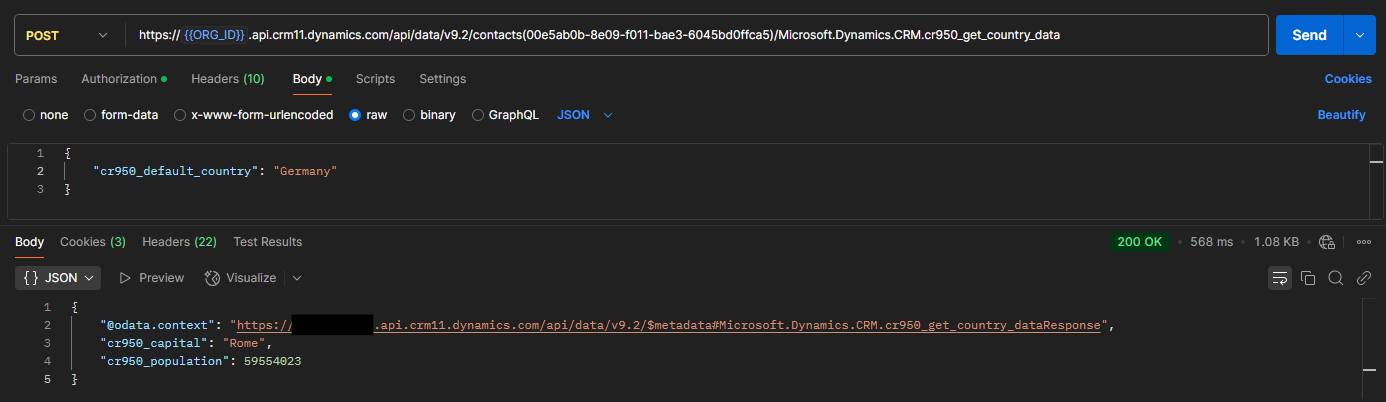 POST https:// {{ORG_ID}} .api.crm11.dynamics.com/api/data/v9.2/contacts(00e5ab0b-8e09-f011-bae3-6045bd0ffca5)/Microsoft.Dynamics.CRM.cr950_get_country_data Send
Params Authorization Headers (10) Body Scripts Settings Cookies
none form-data x-www-form-urlencoded raw binary GraphQL JSON Beautify
1 {
2 "cr950_default_country": "Germany"
3 }
Body Cookies (3) Headers (22) Test Results 200 OK • 568 ms • 1.08 KB
{} JSON Preview Visualize
1 {
2 "@odata.context": "https:// .api.crm11.dynamics.com/api/data/v9.2/$metadata#Microsoft.Dynamics.CRM.cr950_get_country_dataResponse",
3 "cr950_capital": "Rome",
4 "cr950_population": 59554023
5 }